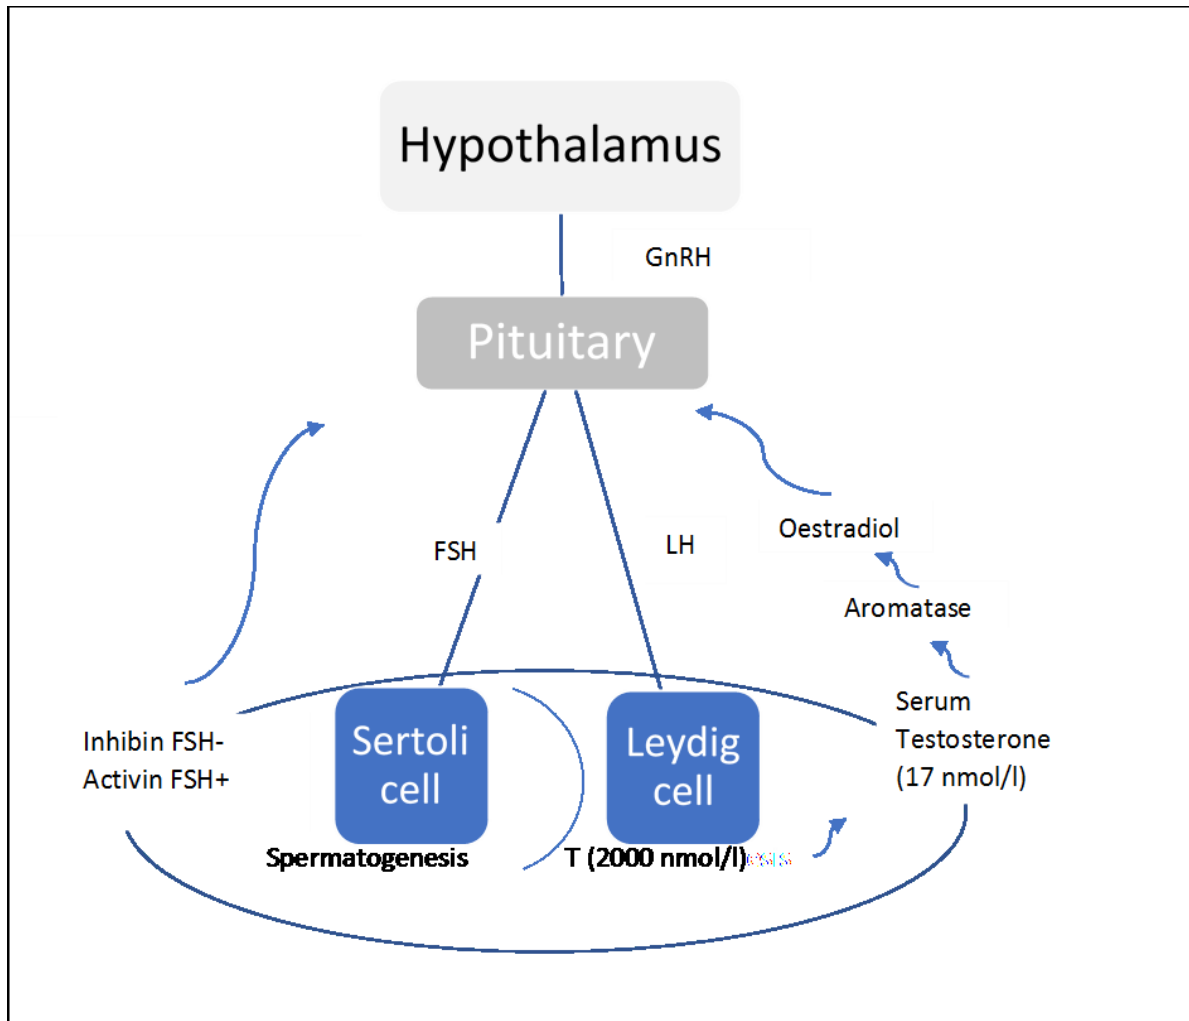 Hypothalamus
GnRH
Pituitary
FSH
LH
Oestradiol
Aromatase
Serum
Testosterone
(17 nmol/l)
Inhibin FSH-
Activin FSH+
Sertoli
cell
Leydig
cell
Spermatogenesis
T (2000 nmol/l)